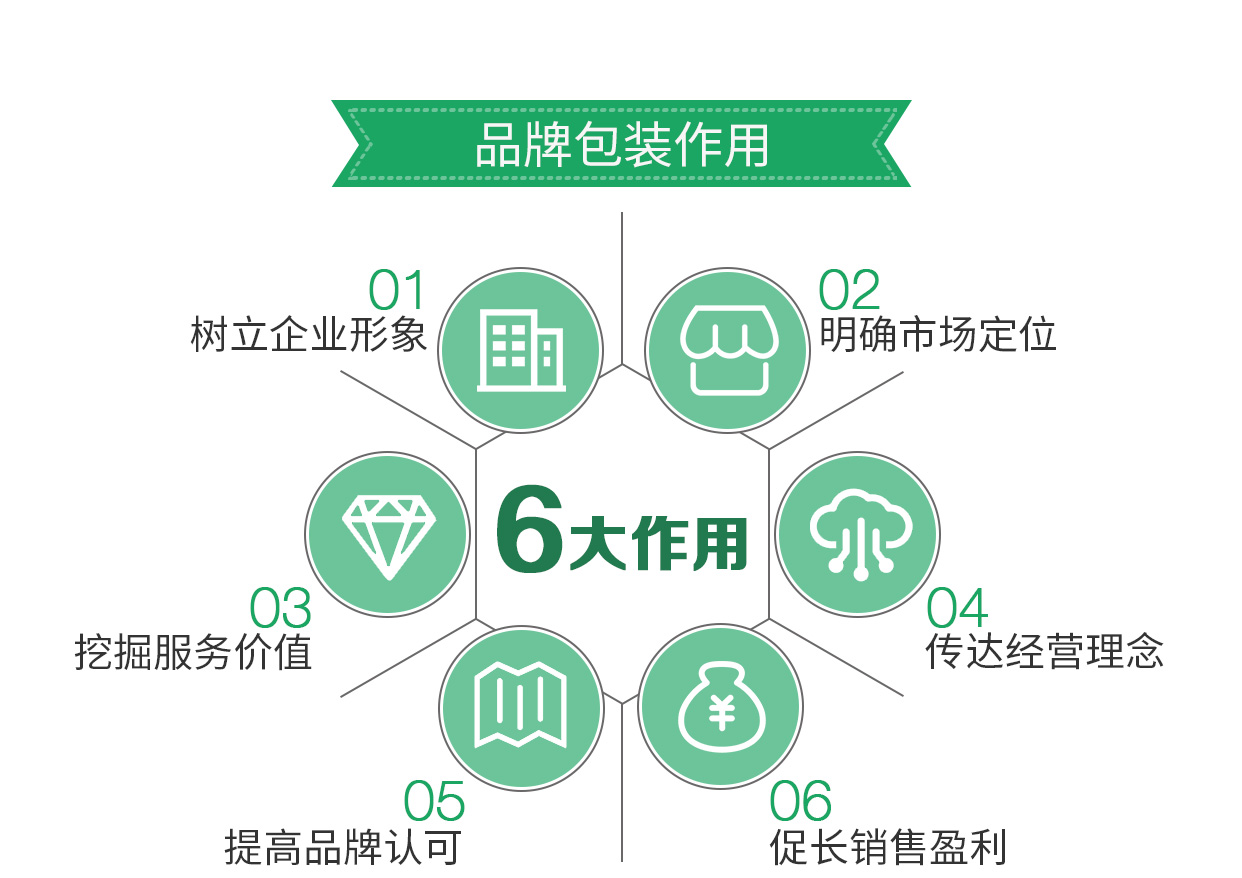 品牌包装作用
01
树立企业形象
02
明确市场定位
6大作用
03
挖掘服务价值
04
传达经营理念
¥
05
提高品牌认可
06
促长销售盈利